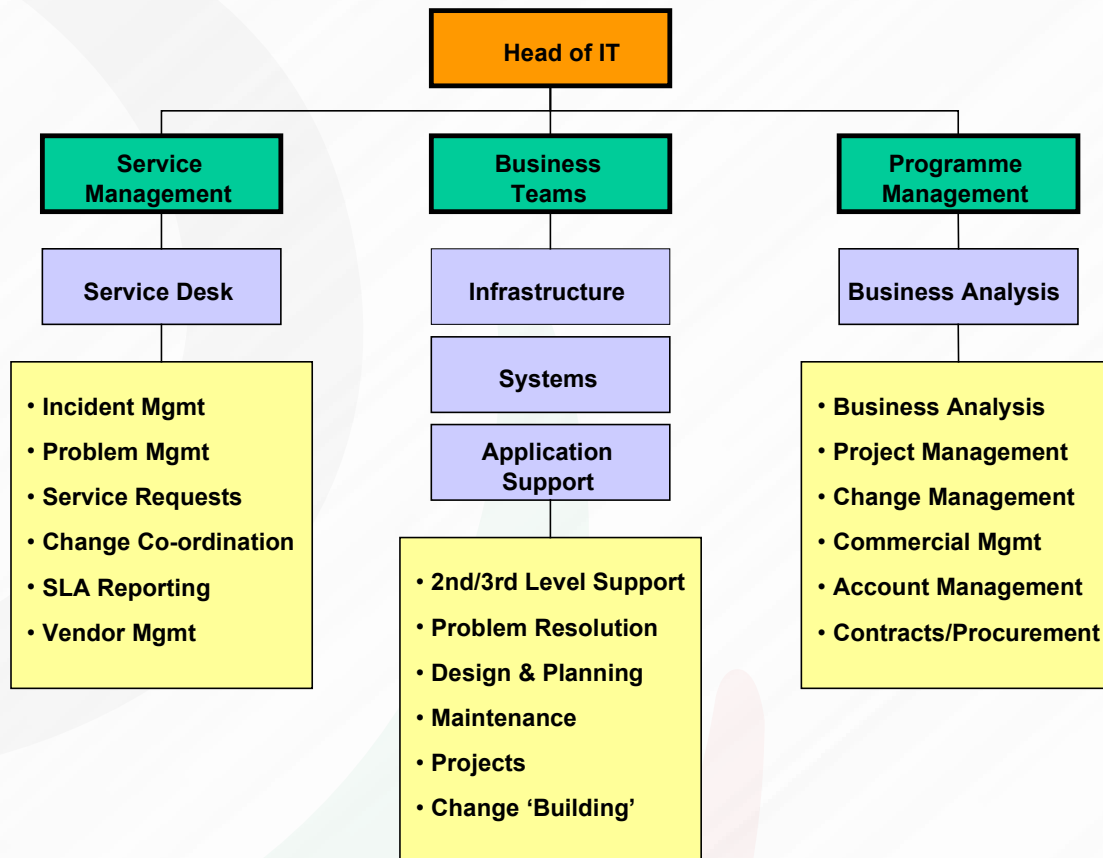 Head of IT
Service
Management
Business
Teams
Programme
Management
Service Desk
Infrastructure
Business Analysis
Systems
Application
Support
• Incident Mgmt
• Problem Mgmt
• Service Requests
• Change Co-ordination
• SLA Reporting
• Vendor Mgmt
• 2nd/3rd Level Support
• Problem Resolution
• Design & Planning
• Maintenance
• Projects
• Change ‘Building’
• Business Analysis
• Project Management
• Change Management
• Commercial Mgmt
• Account Management
• Contracts/Procurement